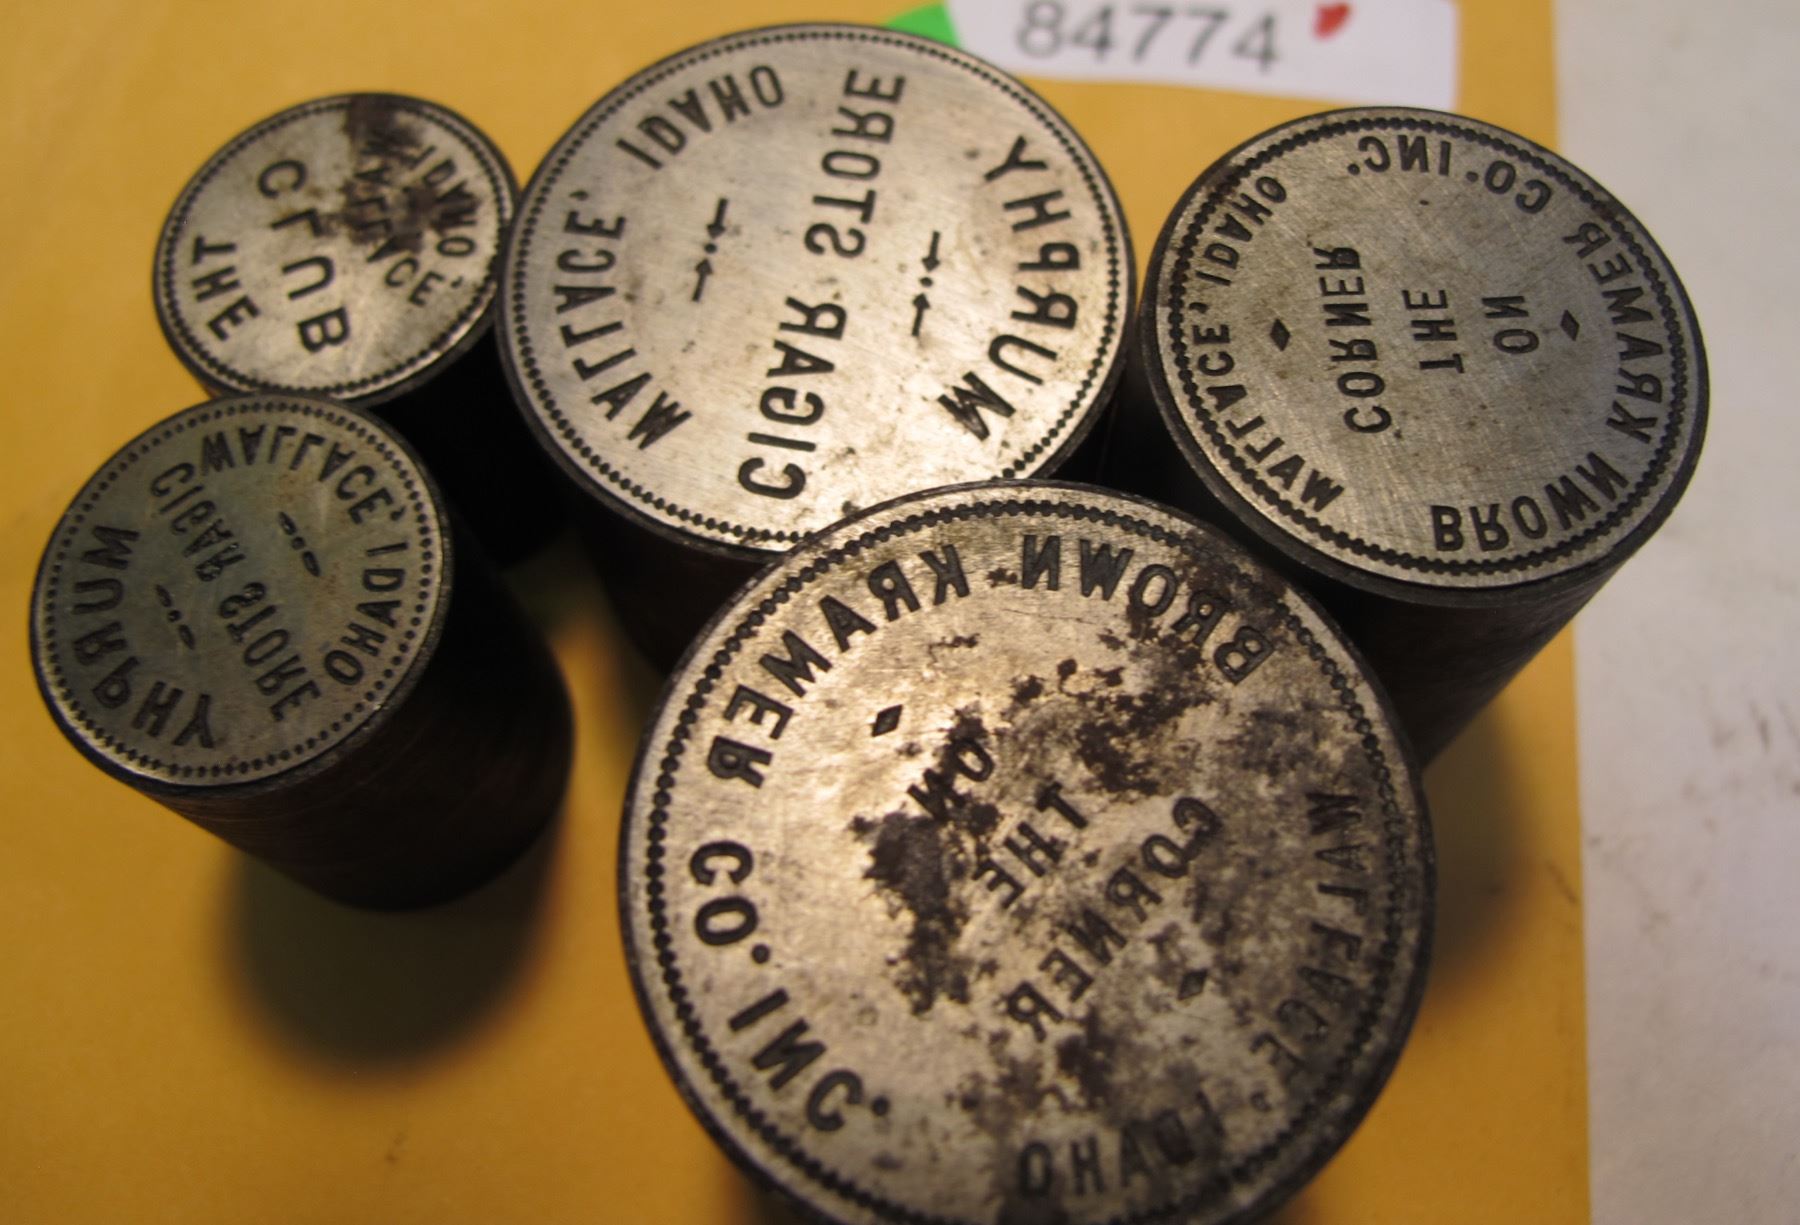 84774
THE
CLUB
WALLACE, IDAHO.
MURPHY
CIGAR STORE
WALLACE, IDAHO
BROWN KRAMER CO. INC.
ON
THE
CORNER
WALLACE, IDAHO
MURPHY
CIGAR STORE
WALLACE, IDAHO
BROWN KRAMER CO. INC.
ON
THE
CORNER
WALLACE, IDAHO